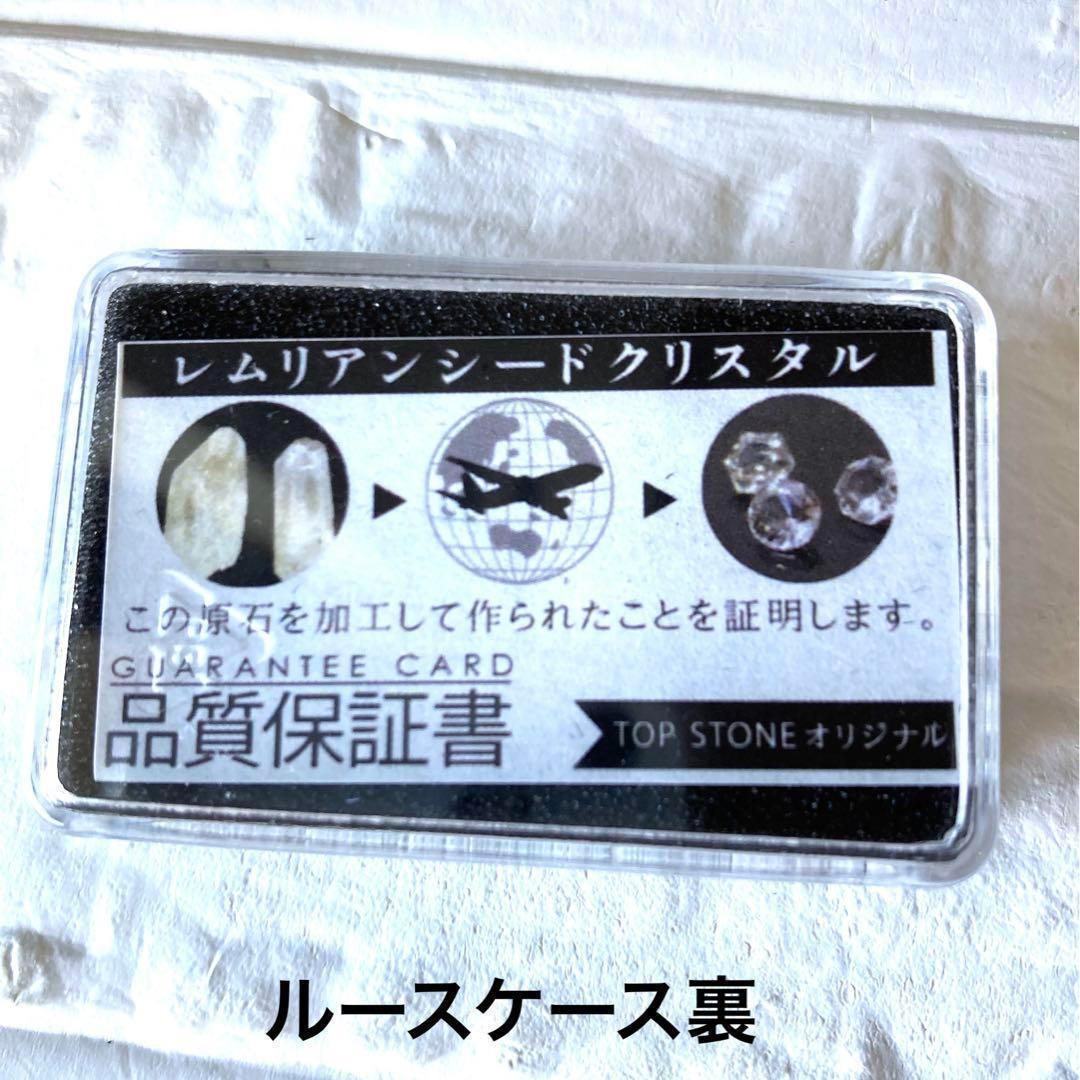 レムリアンシードクリスタル
この原石を加工して作られたことを証明します。
GUARANTEE CARD
品質保証書
TOP STONEオリジナル
ルースケース裏